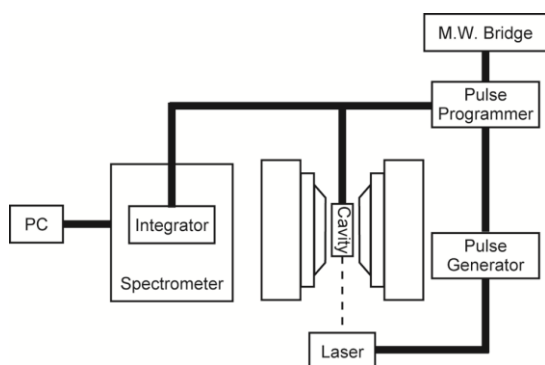 M.W. Bridge
Pulse
Programmer
PC
Integrator
Spectrometer
Cavity
Pulse
Generator
Laser